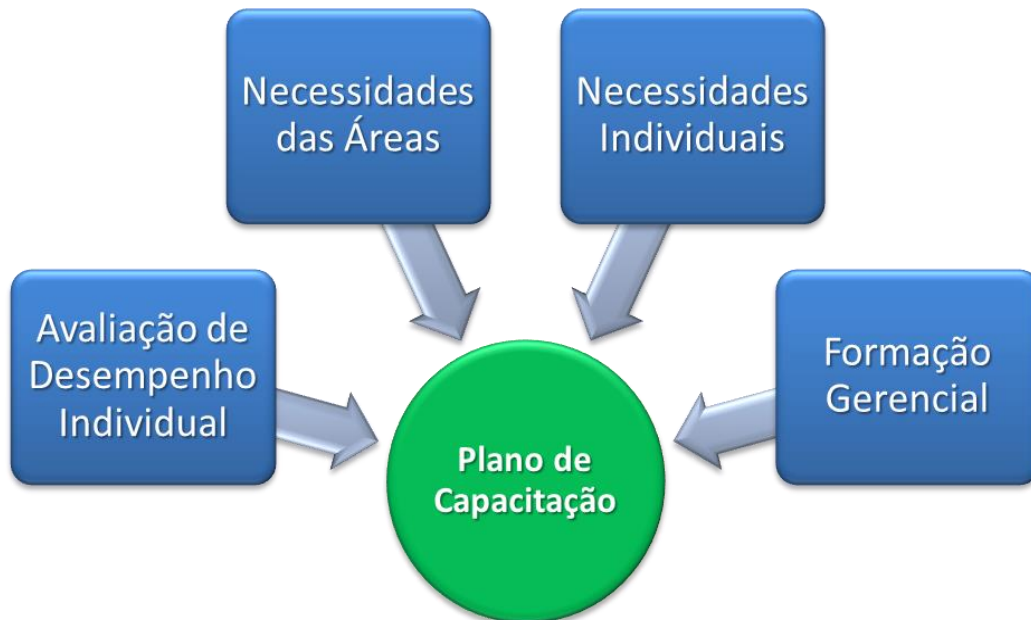 Necessidades
das Áreas
Necessidades
Individuais
Avaliação de
Desempenho
Individual
Formação
Gerencial
Plano de
Capacitação